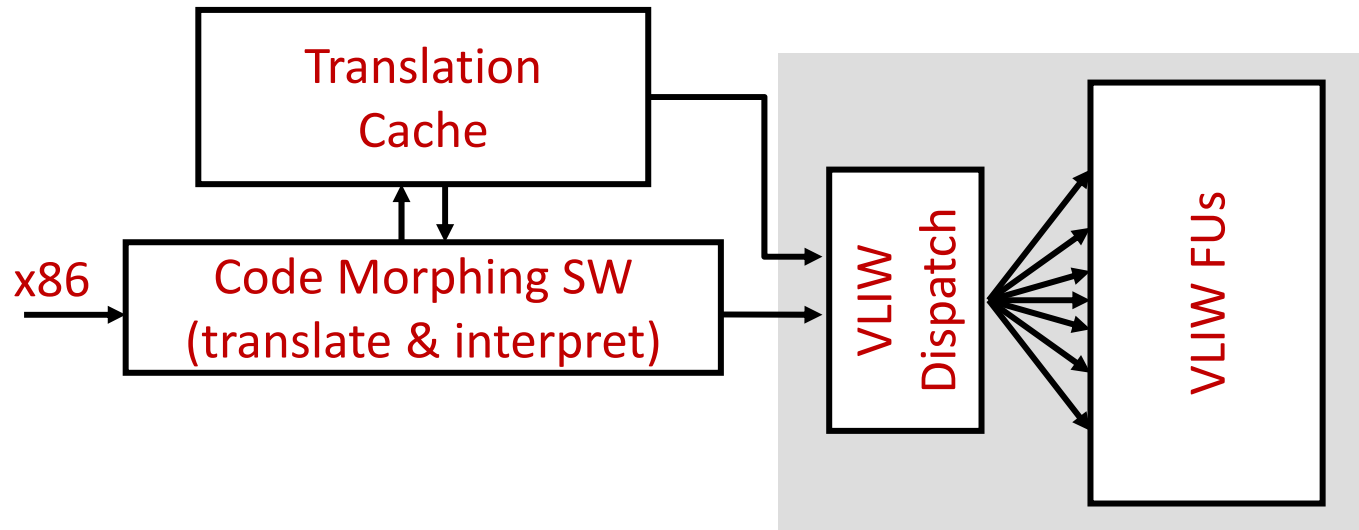 Translation
Cache
x86
Code Morphing SW
(translate & interpret)
VLIW
Dispatch
VLIW FUs